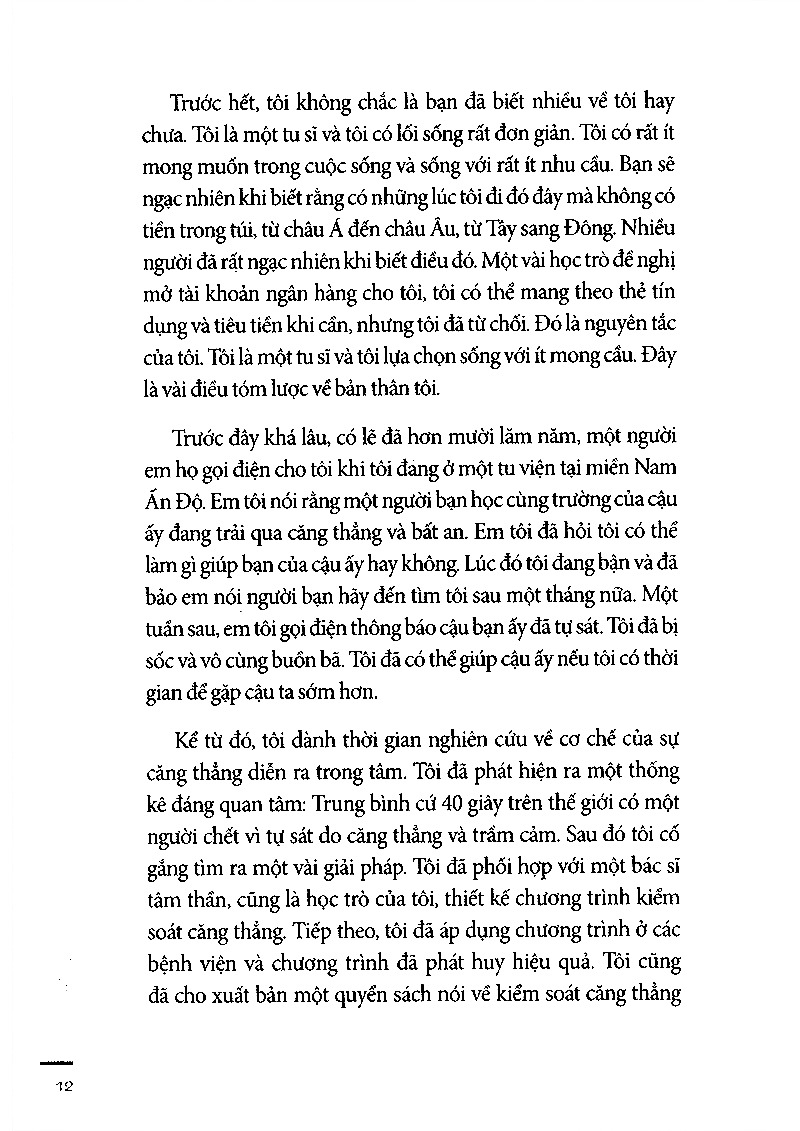 Trước hết, tôi không chắc là bạn đã biết nhiều về tôi hay
chưa. Tôi là một tu sĩ và tôi có lối sống rất đơn giản. Tôi có rất ít
mong muốn trong cuộc sống và sống với rất ít nhu cầu. Bạn sẽ
ngạc nhiên khi biết rằng có những lúc tôi đi đó đây mà không có
tiền trong túi, từ châu Á đến châu Âu, từ Tây sang Đông. Nhiều
người đã rất ngạc nhiên khi biết điều đó. Một vài học trò đề nghị
mở tài khoản ngân hàng cho tôi, tôi có thể mang theo thẻ tín
dụng và tiêu tiền khi cần, nhưng tôi đã từ chối. Đó là nguyên tắc
của tôi. Tôi là một tu sĩ và tôi lựa chọn sống với ít mong cầu. Đây
là vài điều tóm lược về bản thân tôi.
Trước đây khá lâu, có lẽ đã hơn mười lăm năm, một người
em họ gọi điện cho tôi khi tôi đang ở một tu viện tại miền Nam
Ấn Độ. Em tôi nói rằng một người bạn học cùng trường của cậu
ấy đang trải qua căng thẳng và bất an. Em tôi đã hỏi tôi có thể
làm gì giúp bạn của cậu ấy hay không. Lúc đó tôi đang bận và đã
bảo em nói người bạn hãy đến tìm tôi sau một tháng nữa. Một
tuần sau, em tôi gọi điện thông báo cậu bạn ấy đã tự sát. Tôi đã bị
sốc và vô cùng buồn bã. Tôi đã có thể giúp cậu ấy nếu tôi có thời
gian để gặp cậu ta sớm hơn.
Kể từ đó, tôi dành thời gian nghiên cứu về cơ chế của sự
căng thẳng diễn ra trong tâm. Tôi đã phát hiện ra một thống
kê đáng quan tâm: Trung bình cứ 40 giây trên thế giới có một
người chết vì tự sát do căng thẳng và trầm cảm. Sau đó tôi cố
gắng tìm ra một vài giải pháp. Tôi đã phối hợp với một bác sĩ
tâm thần, cũng là học trò của tôi, thiết kế chương trình kiểm
soát căng thẳng. Tiếp theo, tôi đã áp dụng chương trình ở các
bệnh viện và chương trình đã phát huy hiệu quả. Tôi cũng
đã cho xuất bản một quyển sách nói về kiểm soát căng thẳng
12